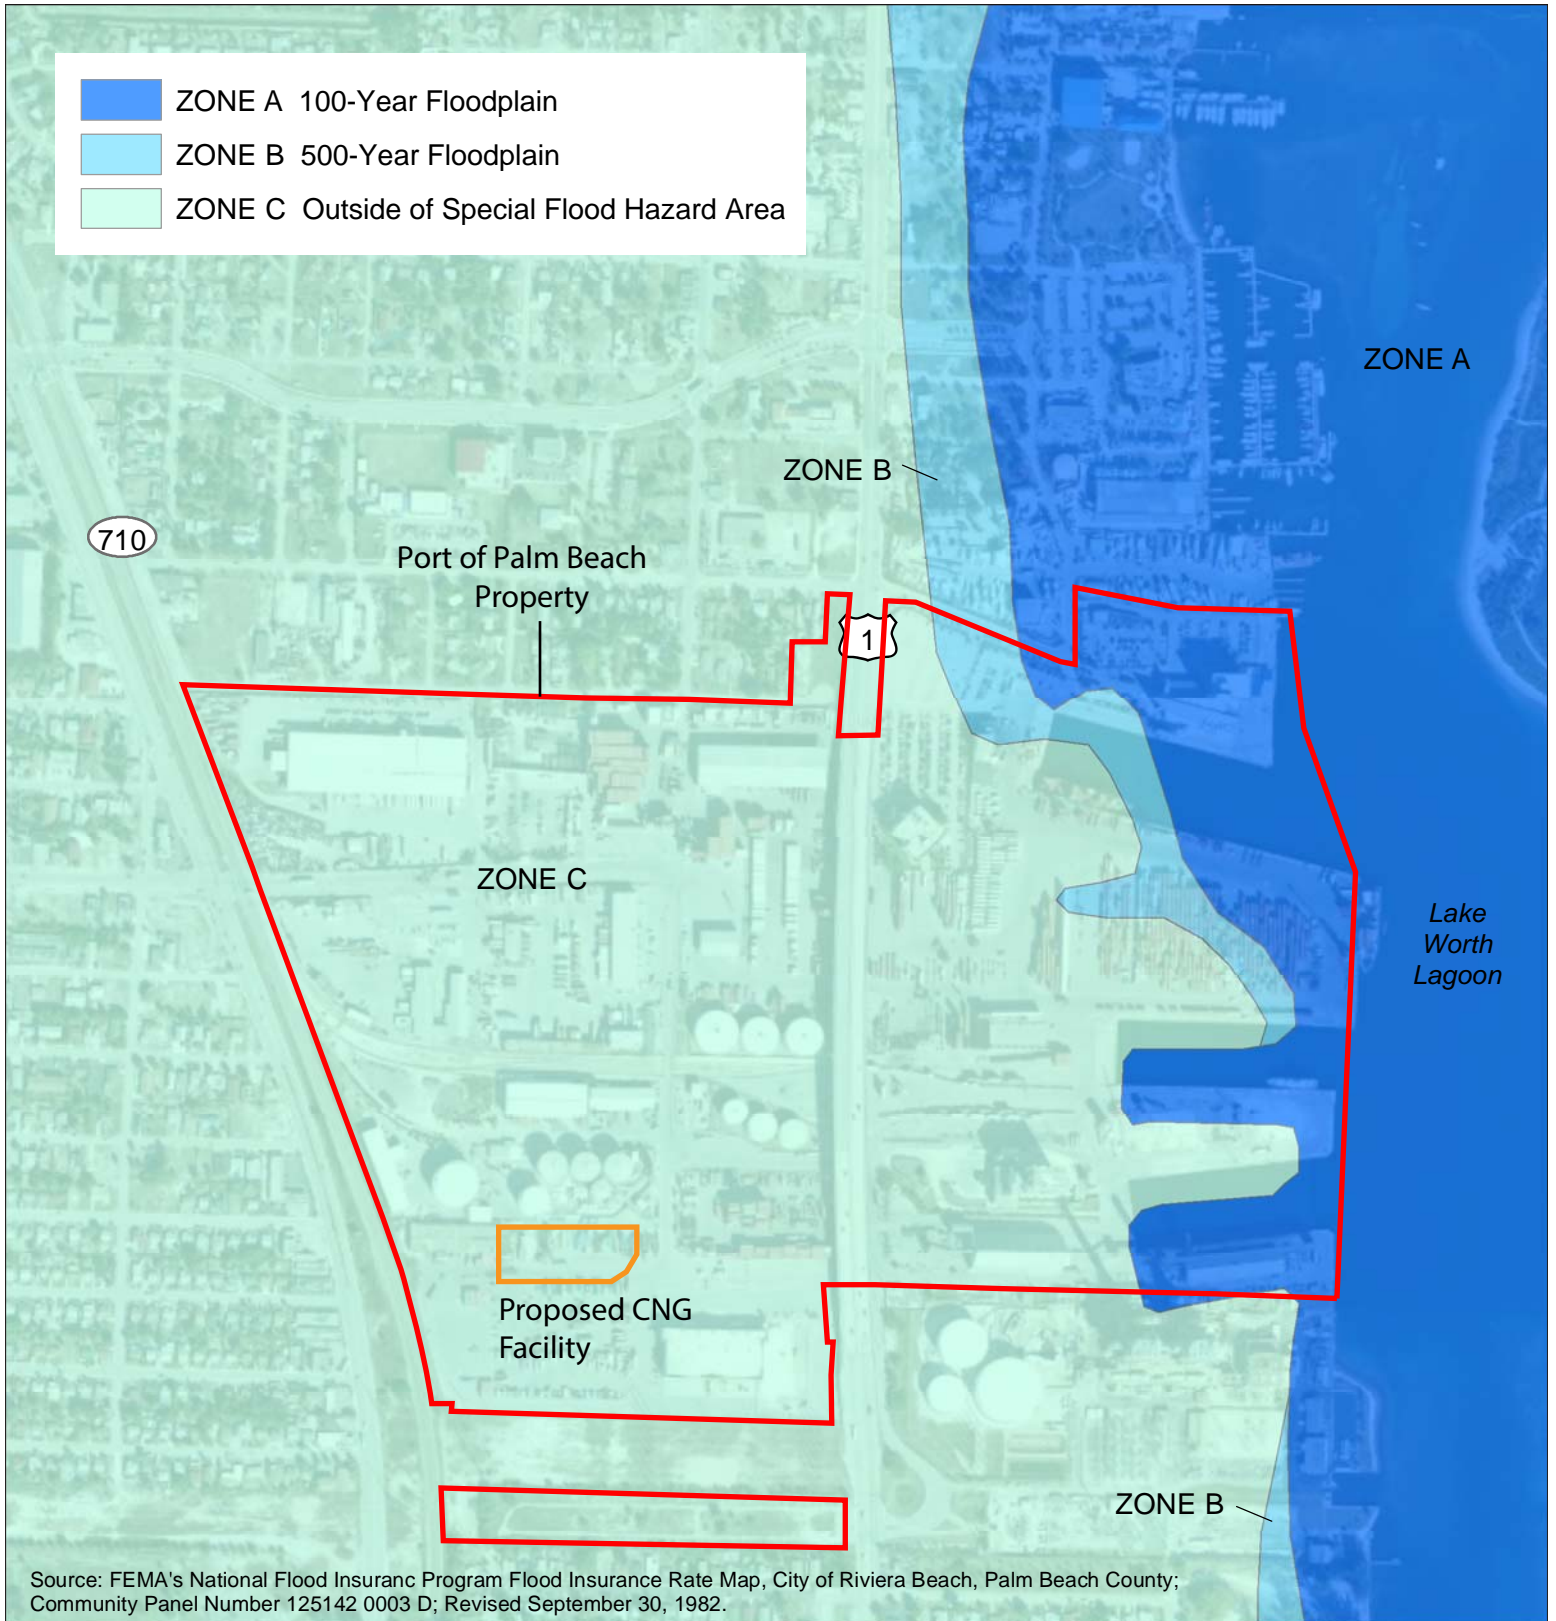 ZONE A 100-Year Floodplain
ZONE B 500-Year Floodplain
ZONE C Outside of Special Flood Hazard Area
ZONE A
ZONE B
710
Port of Palm Beach
Property
1
ZONE C
Lake
Worth
Lagoon
Proposed CNG
Facility
ZONE B
Source: FEMA's National Flood Insuranc Program Flood Insurance Rate Map, City of Riviera Beach, Palm Beach County;
Community Panel Number 125142 0003 D; Revised September 30, 1982.